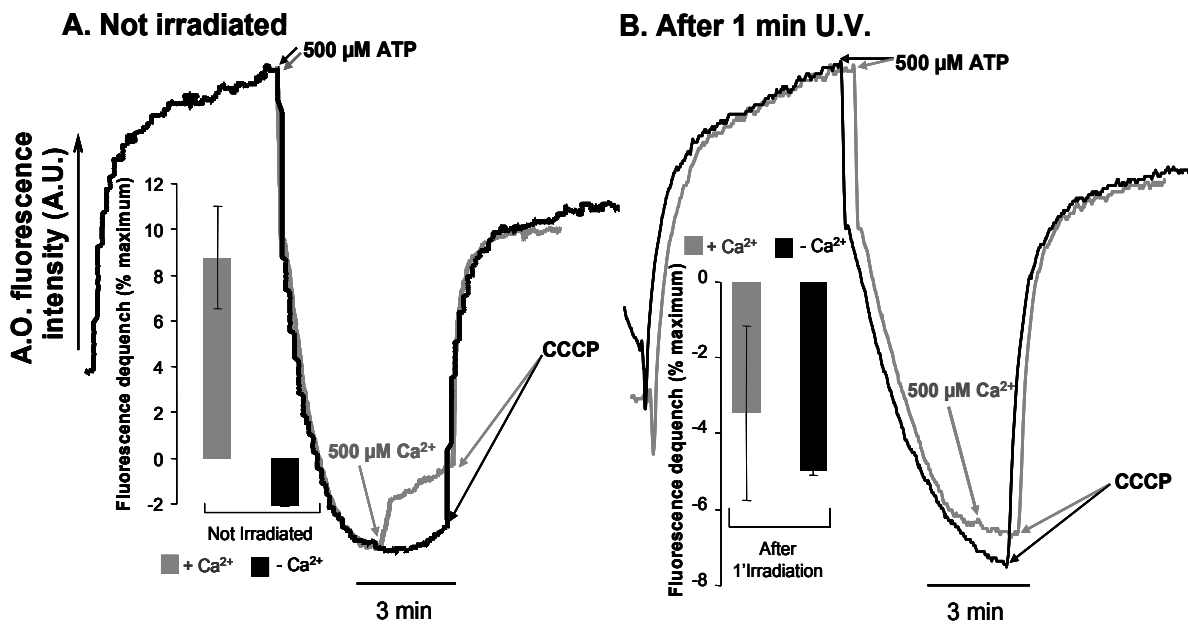 A. Not irradiated
500 µM ATP
A.O. fluorescence
intensity (A.U.)
Fluorescence dequench (% maximum)
12
10
8
6
4
2
0
-2
Not Irradiated
+ Ca²⁺ - Ca²⁺
500 µM Ca²⁺
CCCP
3 min
B. After 1 min U.V.
500 µM ATP
+ Ca²⁺ - Ca²⁺
Fluorescence dequench (% maximum)
0
-2
-4
-6
-8
After
1'Irradiation
500 µM Ca²⁺
CCCP
3 min